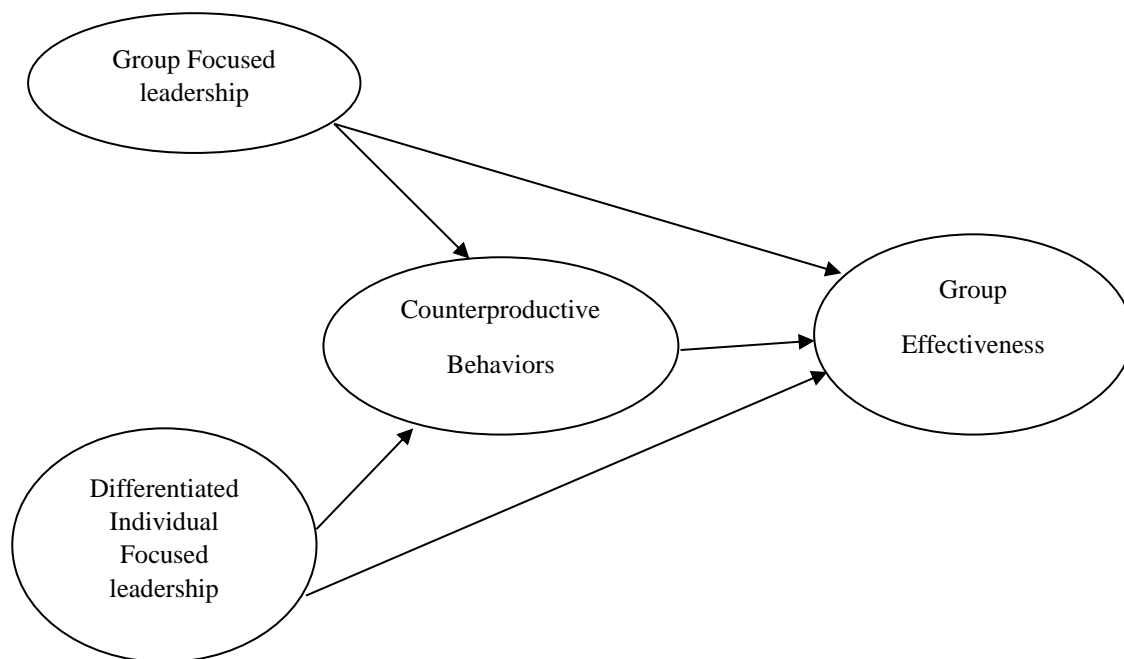 Group Focused
leadership
Counterproductive
Behaviors
Group
Effectiveness
Differentiated
Individual
Focused
leadership